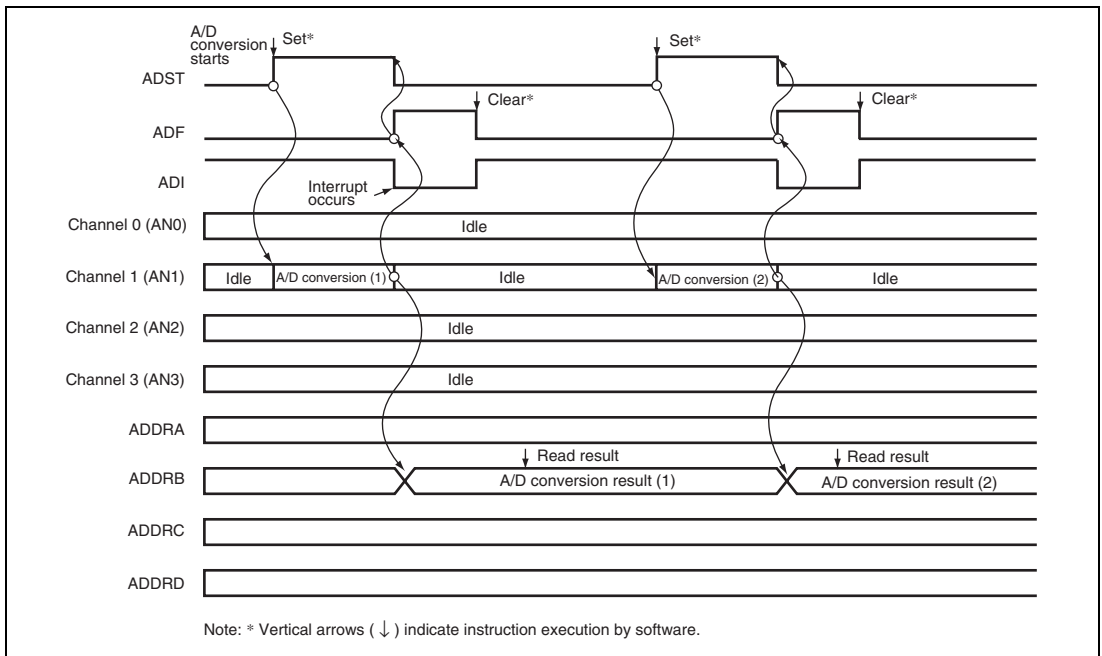 A/D
conversion
starts
Set*
Set*
ADST
Clear*
Clear*
ADF
ADI
Interrupt
occurs
Channel 0 (AN0)
Idle
Channel 1 (AN1)
Idle
A/D conversion (1)
Idle
A/D conversion (2)
Idle
Channel 2 (AN2)
Idle
Channel 3 (AN3)
Idle
ADDRA
Read result
Read result
ADDRB
A/D conversion result (1)
A/D conversion result (2)
ADDRC
ADDRD
Note: * Vertical arrows ( ↓ ) indicate instruction execution by software.